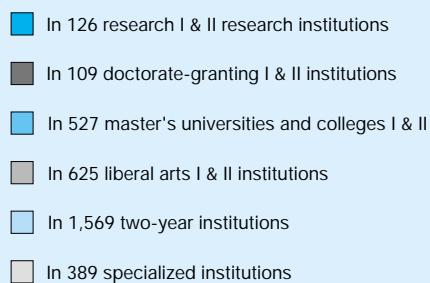 In 126 research I & II research institutions
In 109 doctorate-granting I & II institutions
In 527 master's universities and colleges I & II
In 625 liberal arts I & II institutions
In 1,569 two-year institutions
In 389 specialized institutions